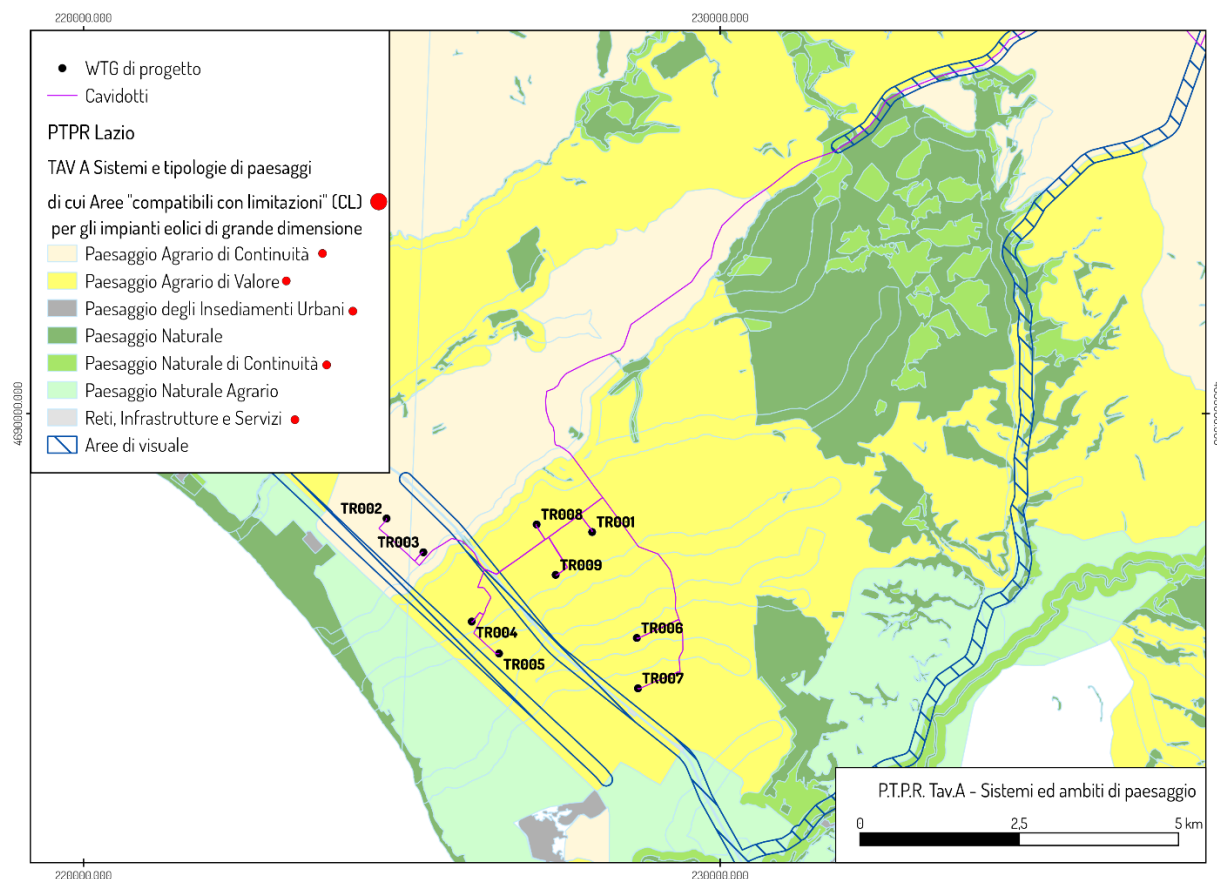 220000.000 230000.000
WTG di progetto
Cavidotti
PTPR Lazio
TAV A Sistemi e tipologie di paesaggi
di cui Aree "compatibili con limitazioni" (CL)
per gli impianti eolici di grande dimensione
Paesaggio Agrario di Continuità
Paesaggio Agrario di Valore
Paesaggio degli Insediamenti Urbani
Paesaggio Naturale
Paesaggio Naturale di Continuità
Paesaggio Naturale Agrario
Reti, Infrastrutture e Servizi
Aree di visuale
4690000.000
4690000.000
TR002
TR008
TR001
TR003
TR009
TR004
TR006
TR005
TR007
P.T.P.R. Tav.A - Sistemi ed ambiti di paesaggio
0 2,5 5 km
220000.000 230000.000